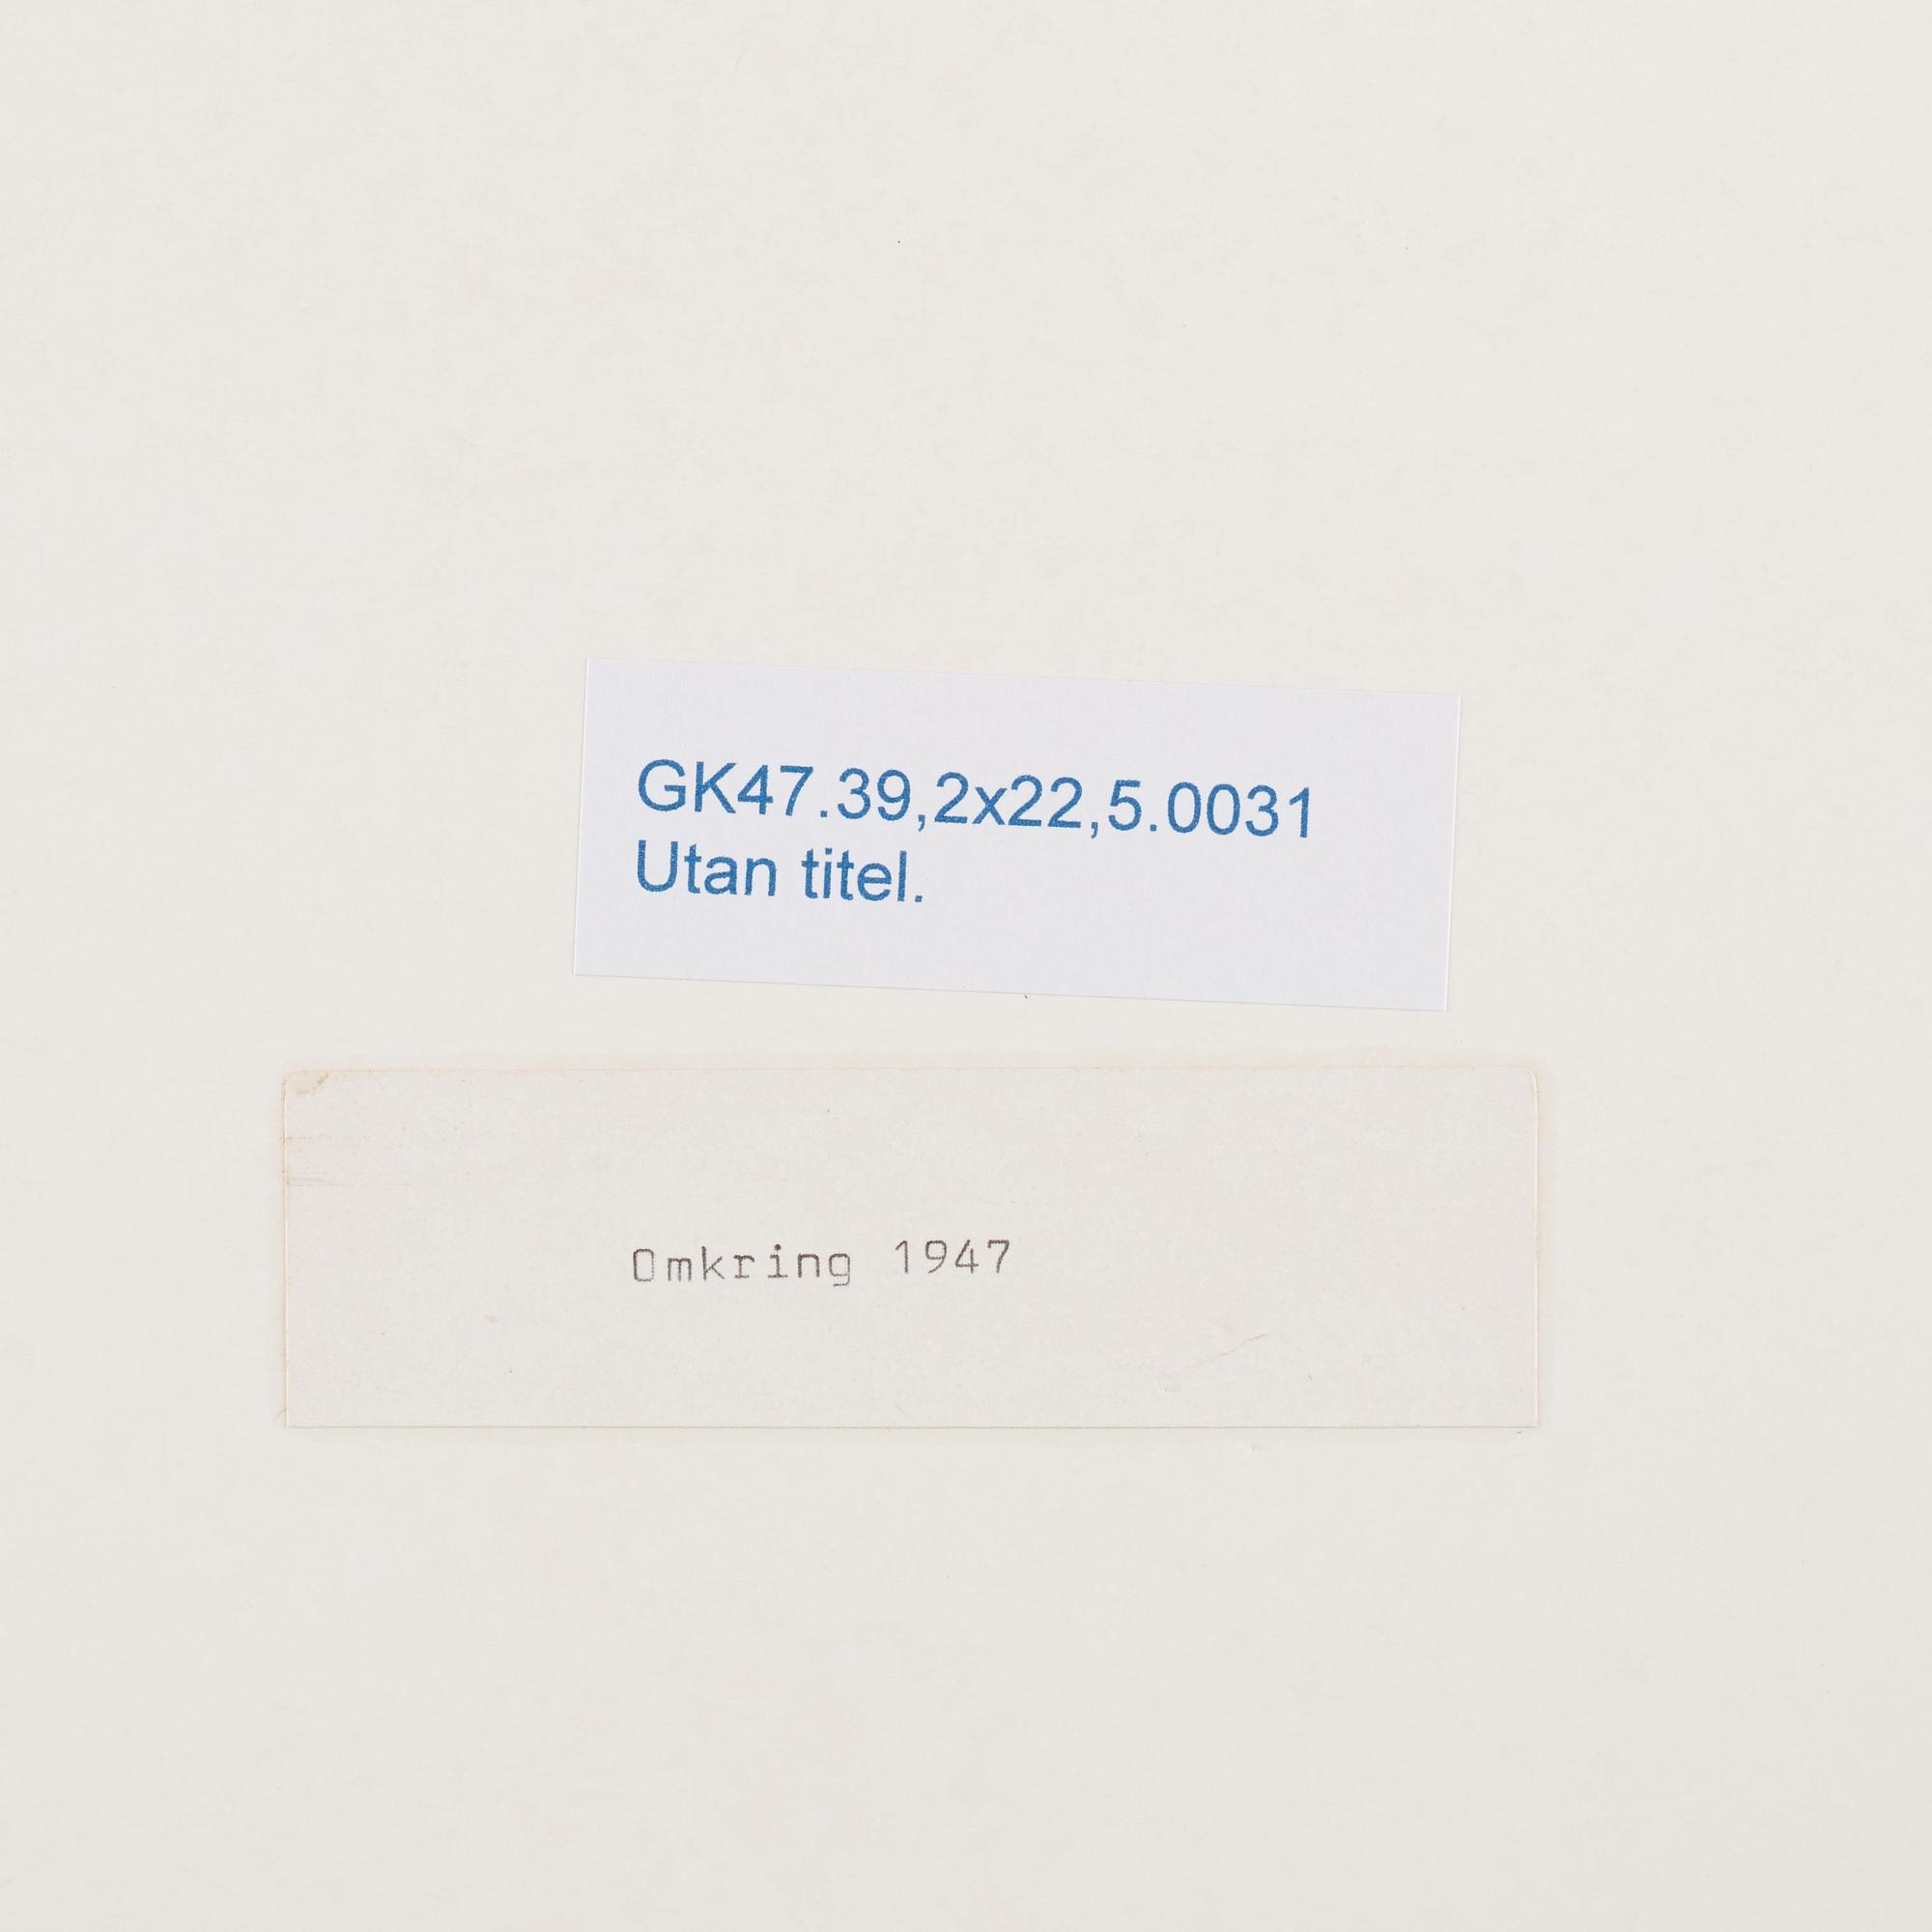 GK47.39,2x22,5.0031
Utan titel.
Omkring 1947